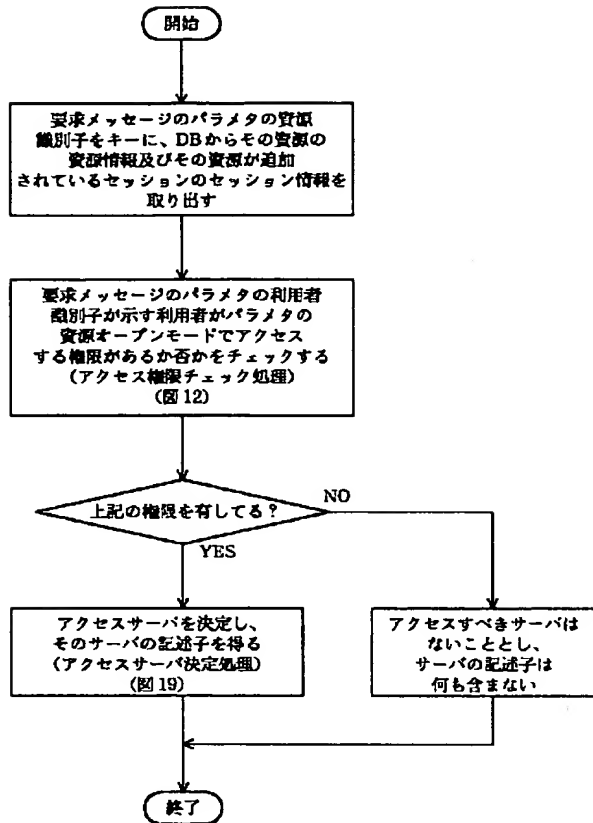 開始
要求メッセージのパラメタの資源
識別子をキーに、DBからその資源の
資源情報及びその資源が追加
されているセッションのセッション情報を
取り出す
要求メッセージのパラメタの利用者
識別子が示す利用者がパラメタの
資源オープンモードでアクセス
する権限があるか否かをチェックする
(アクセス権限チェック処理)
(図12)
上記の権限を有してる?
NO
YES
アクセスサーバを決定し、
そのサーバの記述子を得る
(アクセスサーバ決定処理)
(図19)
アクセスすべきサーバは
ないこととし、
サーバの記述子は
何も含まない
終了